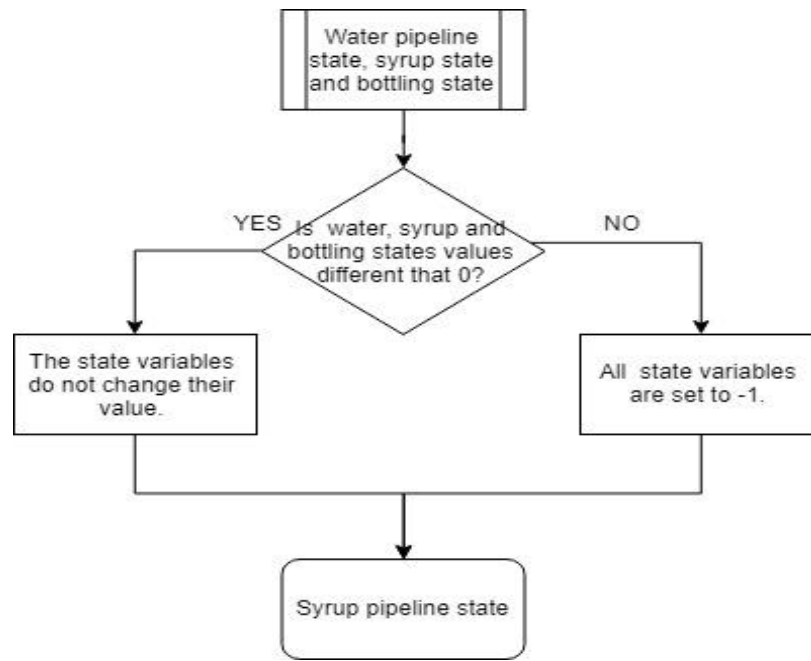 Water pipeline
state, syrup state
and bottling state
YES
NO
Is water, syrup and
bottling states values
different that 0?
The state variables
do not change their
value.
All state variables
are set to -1.
Syrup pipeline state